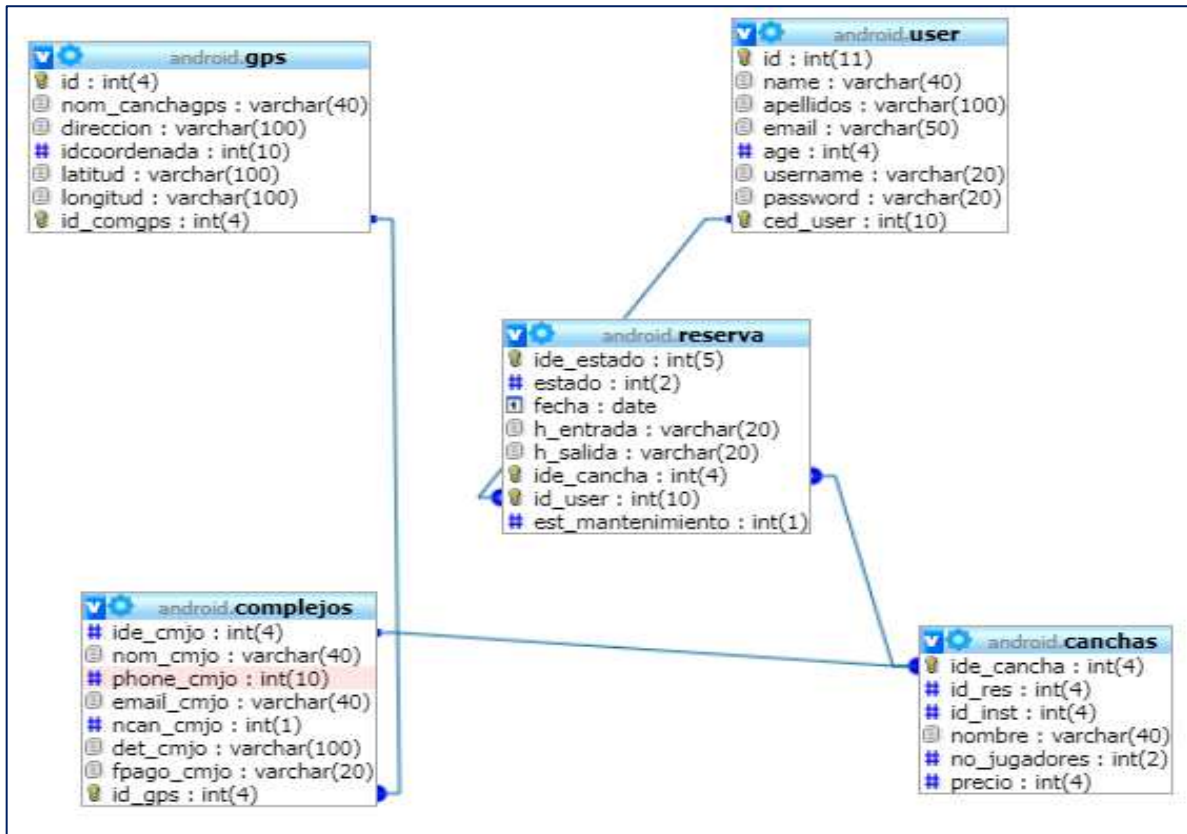 android.gps
id : int(4)
nom_canchagps : varchar(40)
direccion : varchar(100)
# idcoordenada : int(10)
latitud : varchar(100)
longitud : varchar(100)
id_comgps : int(4)
android.user
id : int(11)
name : varchar(40)
apellidos : varchar(100)
email : varchar(50)
# age : int(4)
username : varchar(20)
password : varchar(20)
ced_user : int(10)
android.reserva
ide_estado : int(5)
# estado : int(2)
fecha : date
h_entrada : varchar(20)
h_salida : varchar(20)
ide_cancha : int(4)
id_user : int(10)
# est_mantenimiento : int(1)
android.complejos
# ide_cmjo : int(4)
nom_cmjo : varchar(40)
# phone_cmjo : int(10)
email_cmjo : varchar(40)
# ncan_cmjo : int(1)
det_cmjo : varchar(100)
fpago_cmjo : varchar(20)
id_gps : int(4)
android.canchas
ide_cancha : int(4)
# id_res : int(4)
# id_inst : int(4)
nombre : varchar(40)
# no_jugadores : int(2)
# precio : int(4)